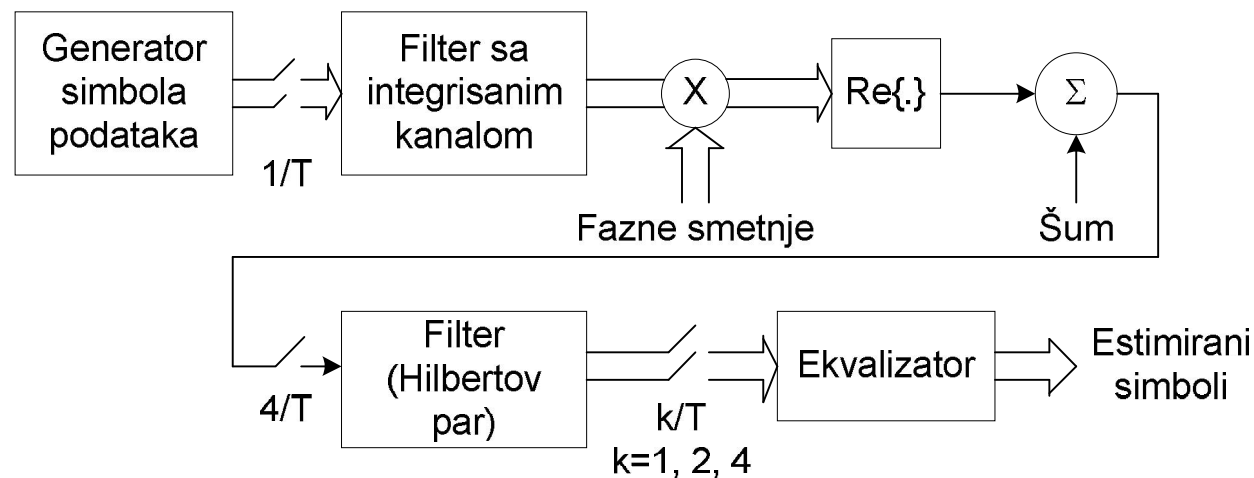 Generator
simbola
podataka
1/T
Filter sa
integrisanim
kanalom
X
Fazne smetnje
Re{.}
Σ
Šum
4/T
Filter
(Hilbertov
par)
k/T
k=1, 2, 4
Ekvalizator
Estimirani
simboli